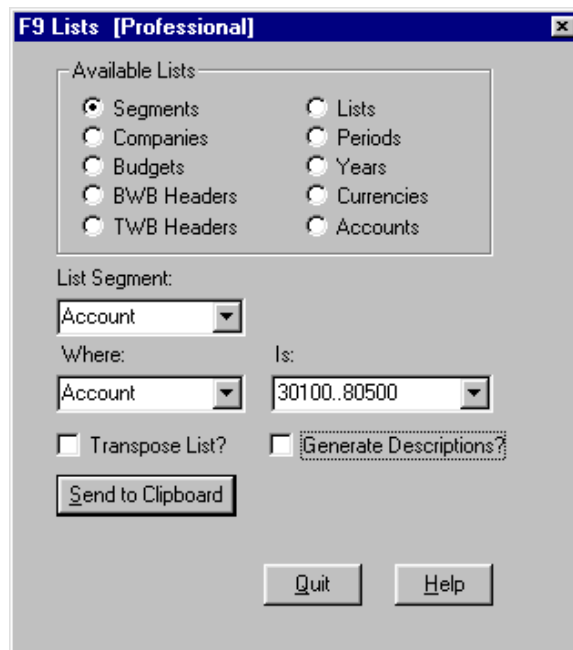 F9 Lists [Professional]
Available Lists
Segments
Lists
Companies
Periods
Budgets
Years
BWB Headers
Currencies
TWB Headers
Accounts
List Segment:
Account
Where:
Is:
Account
30100..80500
Transpose List?
Generate Descriptions?
Send to Clipboard
Quit
Help